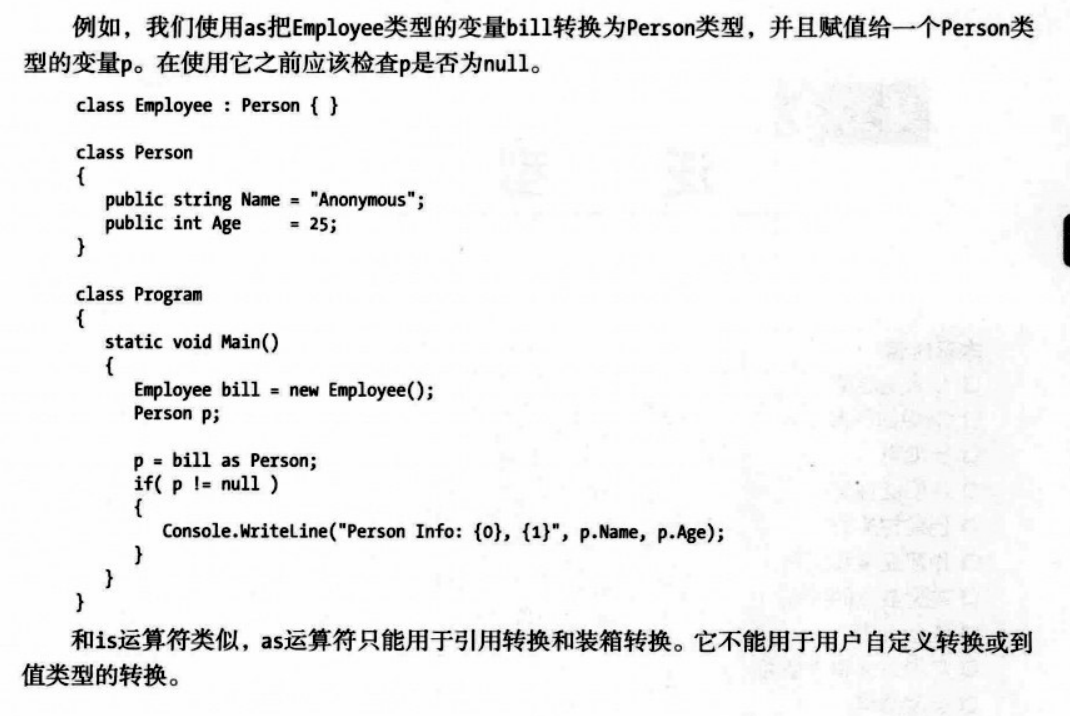 例如，我们使用as把Employee类型的变量bill转换为Person类型，并且赋值给一个Person类
型的变量p。在使用它之前应该检查p是否为null。
class Employee : Person { }
class Person
{
public string Name = "Anonymous";
public int Age = 25;
}
class Program
{
static void Main()
{
Employee bill = new Employee();
Person p;
p = bill as Person;
if( p != null )
{
Console.WriteLine("Person Info: {0}, {1}", p.Name, p.Age);
}
}
}
和is运算符类似，as运算符只能用于引用转换和装箱转换。它不能用于用户自定义转换或到
值类型的转换。